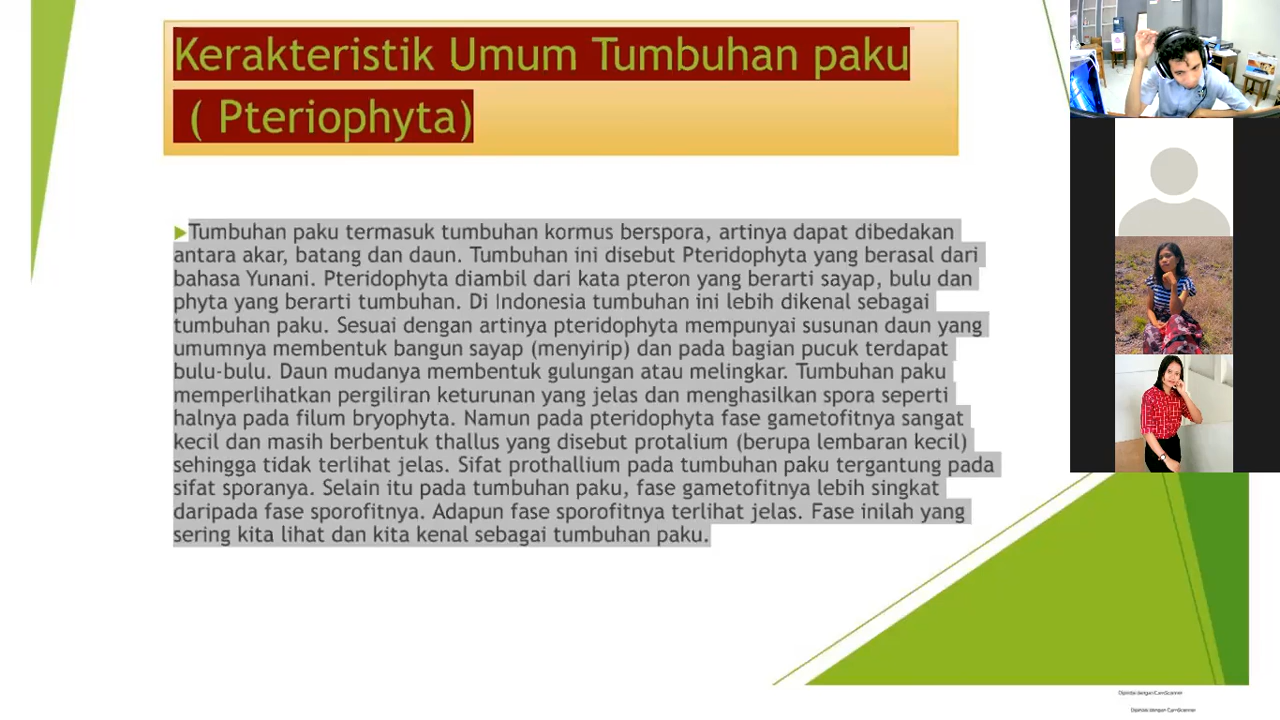 Kerakteristik Umum Tumbuhan paku
( Pteriophyta)
Tumbuhan paku termasuk tumbuhan kormus berspora, artinya dapat dibedakan
antara akar, batang dan daun. Tumbuhan ini disebut Pteridophyta yang berasal dari
bahasa Yunani. Pteridophyta diambil dari kata pteron yang berarti sayap, bulu dan
phyta yang berarti tumbuhan. Di Indonesia tumbuhan ini lebih dikenal sebagai
tumbuhan paku. Sesuai dengan artinya pteridophyta mempunyai susunan daun yang
umumnya membentuk bangun sayap (menyirip) dan pada bagian pucuk terdapat
bulu-bulu. Daun mudanya membentuk gulungan atau melingkar. Tumbuhan paku
memperlihatkan pergiliran keturunan yang jelas dan menghasilkan spora seperti
halnya pada filum bryophyta. Namun pada pteridophyta fase gametofitnya sangat
kecil dan masih berbentuk thallus yang disebut protalium (berupa lembaran kecil)
sehingga tidak terlihat jelas. Sifat prothallium pada tumbuhan paku tergantung pada
sifat sporanya. Selain itu pada tumbuhan paku, fase gametofitnya lebih singkat
daripada fase sporofitnya. Adapun fase sporofitnya terlihat jelas. Fase inilah yang
sering kita lihat dan kita kenal sebagai tumbuhan paku.
Dipindai dengan CamScanner
Dipindai dengan CamScanner